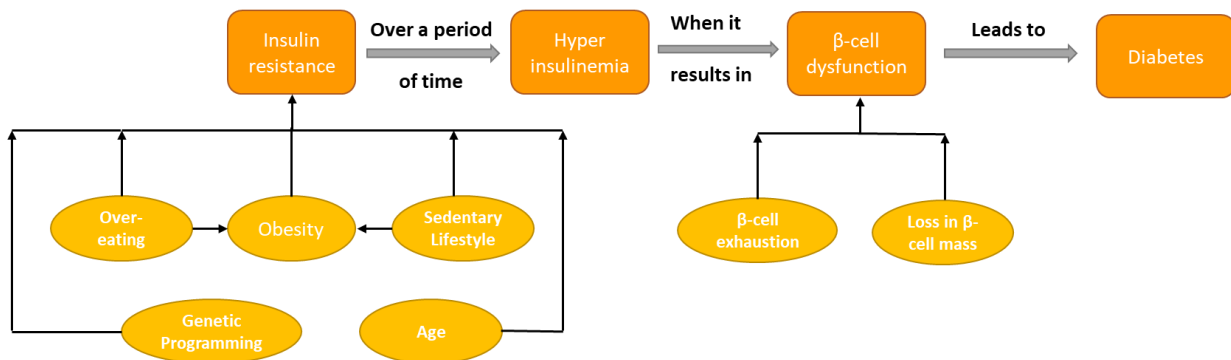 Insulin
resistance
Over a period
of time
Hyper
insulinemia
When it
results in
β-cell
dysfunction
Leads to
Diabetes
Over-
eating
Obesity
Sedentary
Lifestyle
β-cell
exhaustion
Loss in β-
cell mass
Genetic
Programming
Age